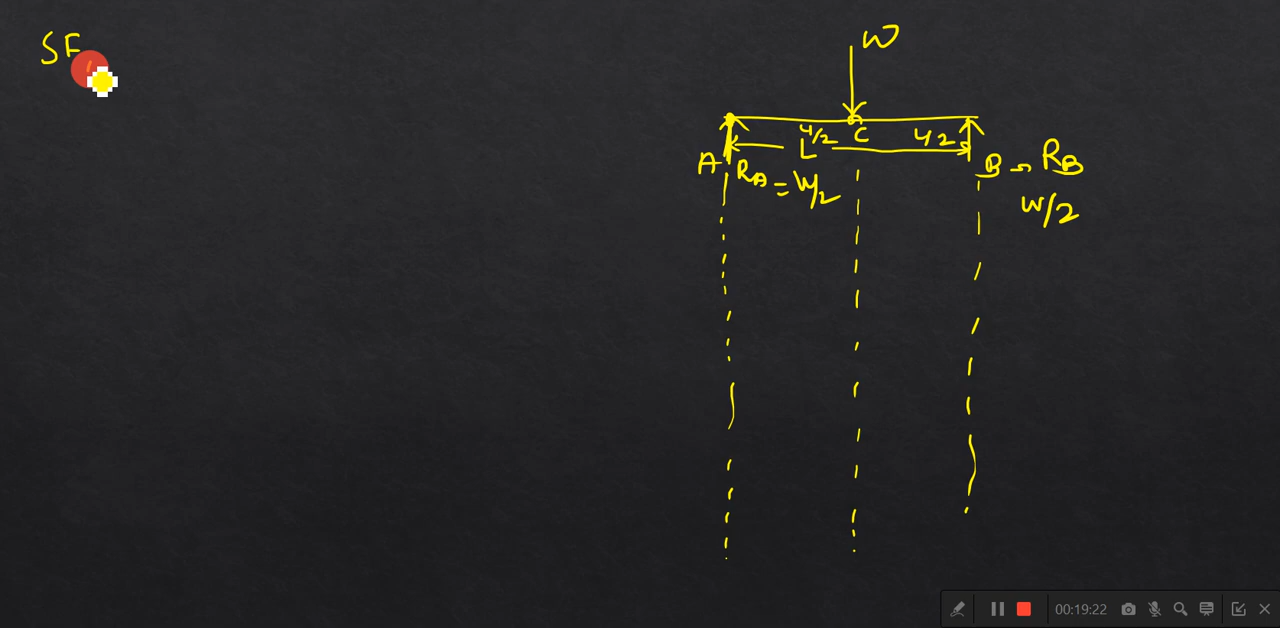 SF
W
L/2 C L/2
L
A RA = W/2
B → RB
W/2
00:19:22